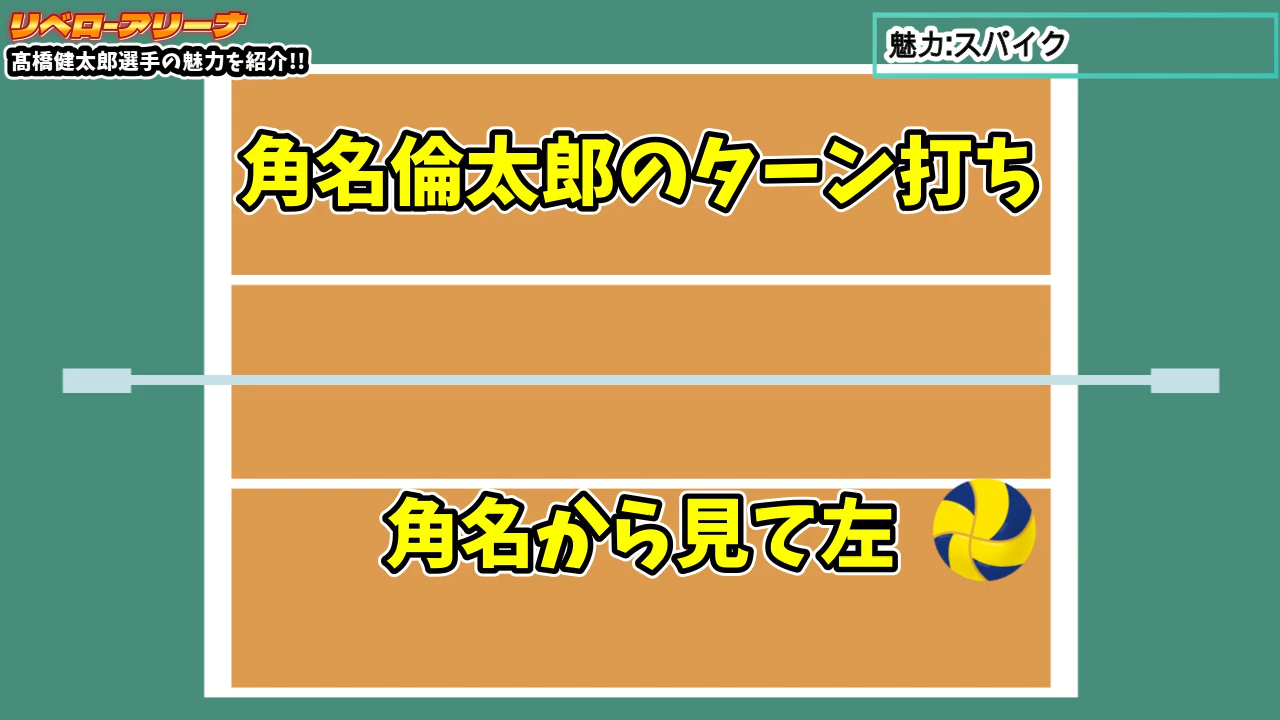 リベローアリーナ
髙橋健太郎選手の魅力を紹介!!
魅力:スパイク
角名倫太郎のターン打ち
角名から見て左